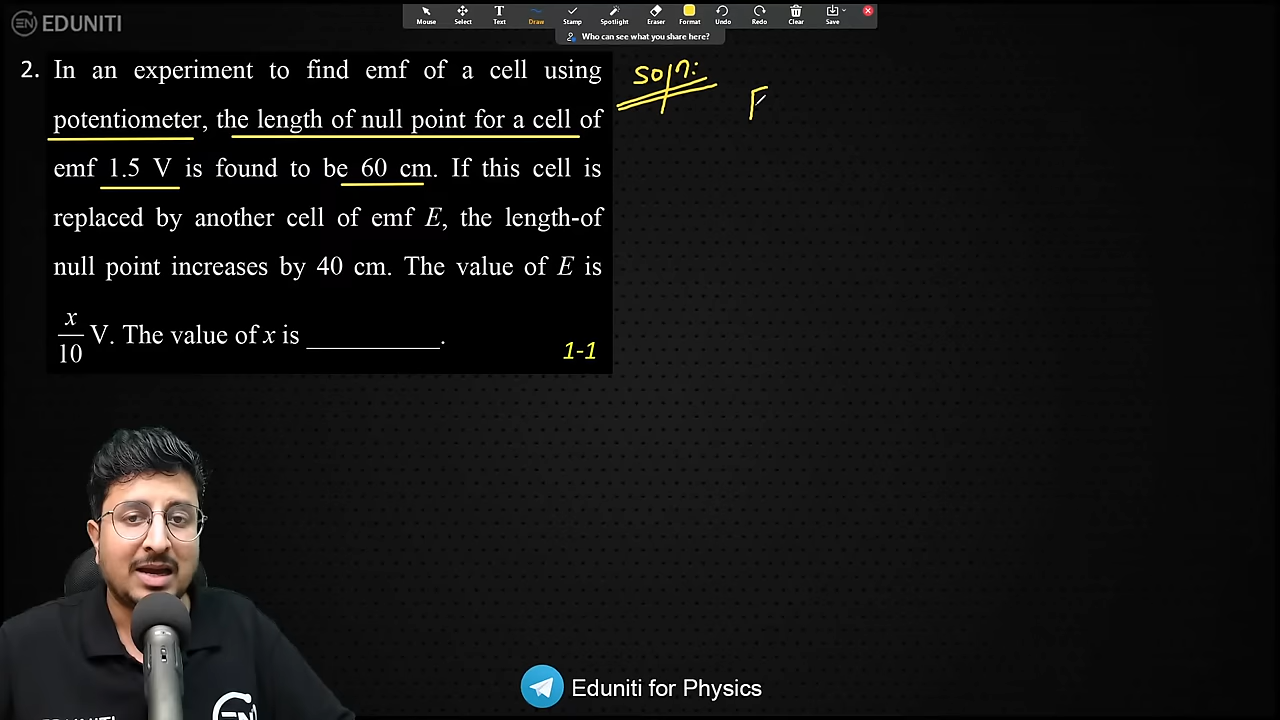 EN EDUNITI
Mouse Select Text Draw Stamp Spotlight Eraser Format Undo Redo Clear Save
Who can see what you share here?
2. In an experiment to find emf of a cell using
potentiometer, the length of null point for a cell of
emf 1.5 V is found to be 60 cm. If this cell is
replaced by another cell of emf E, the length-of
null point increases by 40 cm. The value of E is
x/10 V. The value of x is __________.
1-1
Soln:
Eduniti for Physics
EDUNITI
EN